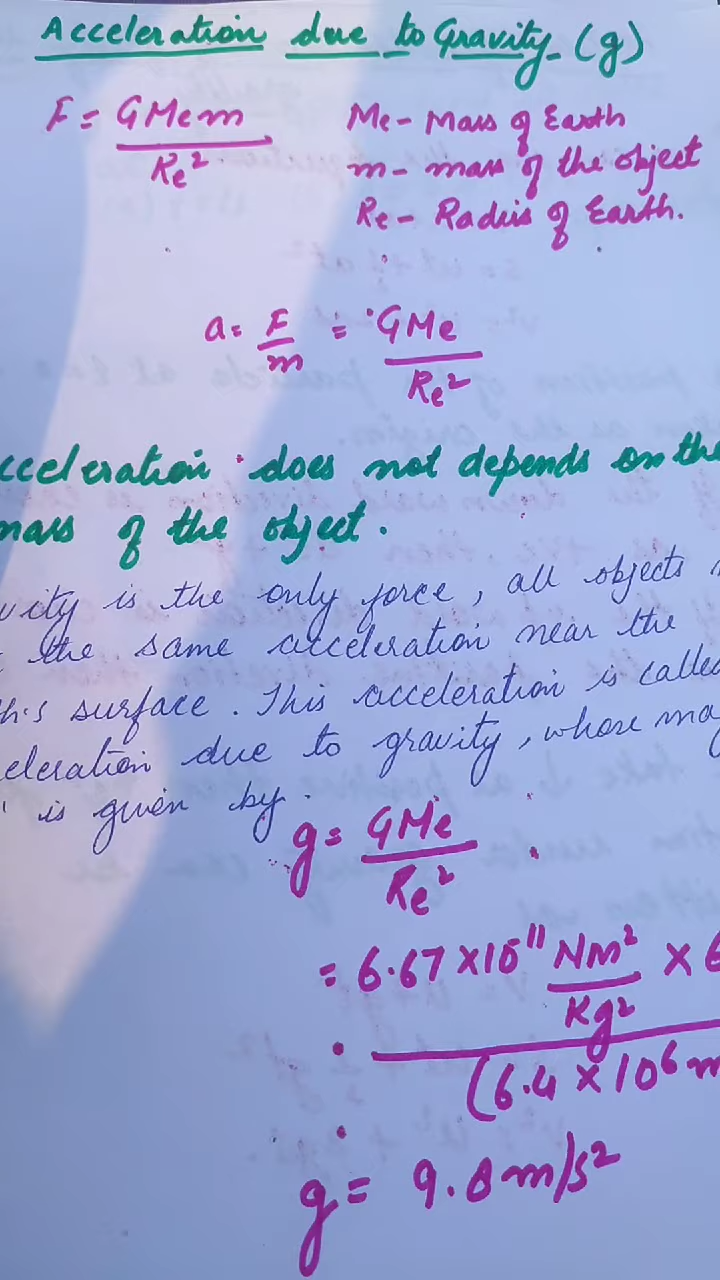 Acceleration due to Gravity (g)
F = GMem
Re²
Me - Mass of Earth
m - mass of the object
Re - Radius of Earth.
a = F/m = GMe
Re²
cceleration does not depends on the
mass of the object.
vity is the only force, all objects
the same acceleration near the
th's surface. This acceleration is called
eleration due to gravity, whose mag
is given by.
g = GMe
Re²
= 6.67 × 10¯¹¹ Nm² × 6
Kg²
(6.4 × 10⁶ m
g = 9.8 m/s²